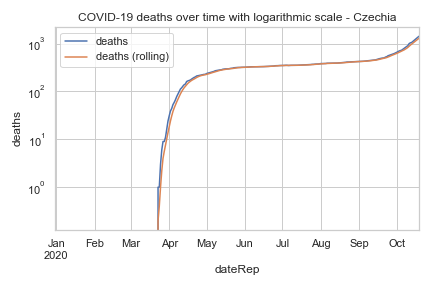 COVID-19 deaths over time with logarithmic scale - Czechia
deaths
deaths (rolling)
10³
10²
10¹
10⁰
deaths
Jan Feb Mar Apr May Jun Jul Aug Sep Oct
2020
dateRep